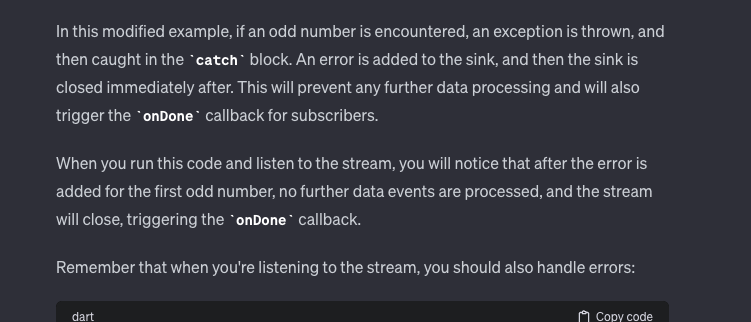 In this modified example, if an odd number is encountered, an exception is thrown, and
then caught in the `catch` block. An error is added to the sink, and then the sink is
closed immediately after. This will prevent any further data processing and will also
trigger the `onDone` callback for subscribers.
When you run this code and listen to the stream, you will notice that after the error is
added for the first odd number, no further data events are processed, and the stream
will close, triggering the `onDone` callback.
Remember that when you're listening to the stream, you should also handle errors:
dart Copy code